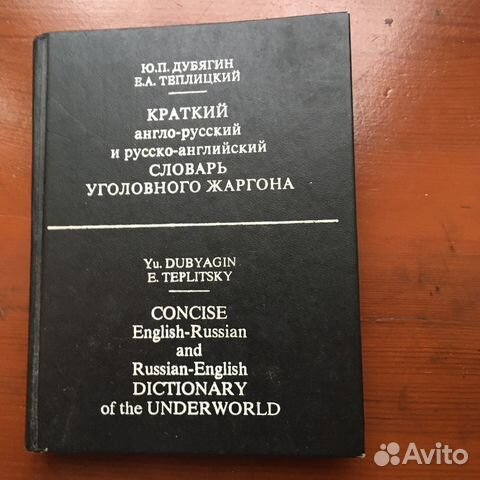 Ю.П. ДУБЯГИН
Е.А. ТЕПЛИЦКИЙ
КРАТКИЙ
англо-русский
и русско-английский
СЛОВАРЬ
УГОЛОВНОГО ЖАРГОНА
Yu. DUBYAGIN
E. TEPLITSKY
CONCISE
English-Russian
and
Russian-English
DICTIONARY
of the UNDERWORLD
Avito